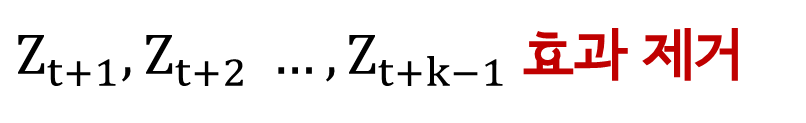 Z_{t+1}, Z_{t+2} ..., Z_{t+k−1} 효과 제거